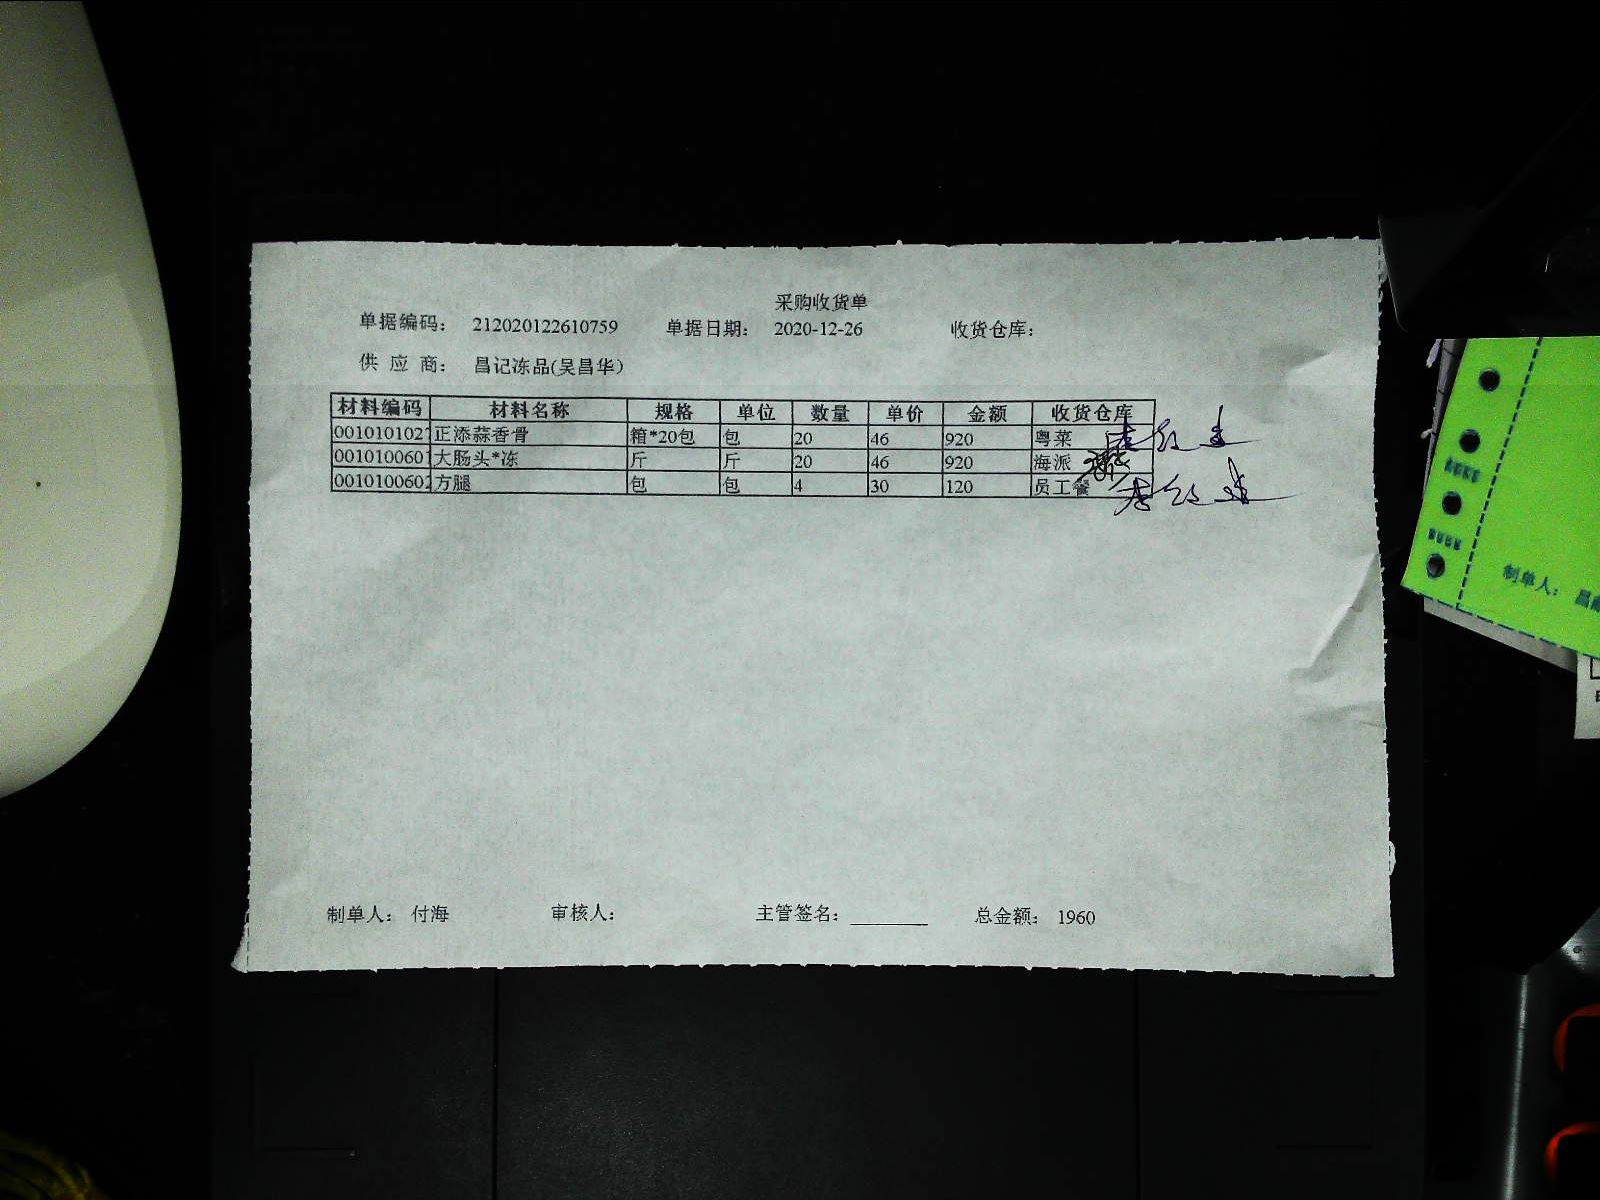 采购收货单
单据编码: 212020122610759 单据日期: 2020-12-26 收货仓库:
供 应 商: 昌记冻品(吴昌华)
材料编码 材料名称 规格 单位 数量 单价 金额 收货仓库
0010101021 正添蒜香骨 箱*20包 包 20 46 920 粤菜
0010100601 大肠头*冻 斤 斤 20 46 920 海派
0010100602 方腿 包 包 4 30 120 员工餐
制单人: 付海 审核人: 主管签名: 总金额: 1960
制单人: 昌